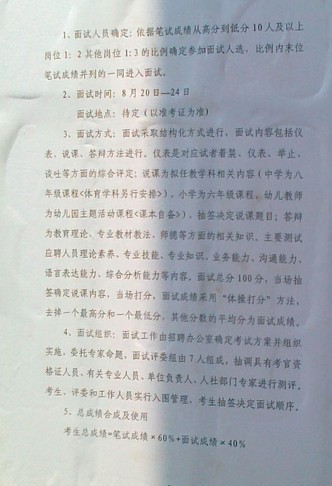 1、面试人员确定：依据笔试成绩从高分到低分10人及以上
岗位1：2其他岗位1:3的比例确定参加面试人选，比例内末位
笔试成绩并列的一同进入面试。
2、面试时间：8月20日—24日
面试地点：待定（以准考证为准）
3、面试方式：面试采取结构化方式进行。面试内容包括仪
表、说课、答辩方法进行。仪表是对应试者着装、仪表、举止、
谈吐等方面的综合评定；说课为拟任教学科相关内容（中学为八
年级课程<体育学科另行安排>）、小学为六年级课程、幼儿教师
为幼儿园主题活动课程<课本自备>）、抽签决定说课题目；答辩
为教育理论、专业教材教法、师德等方面的相关知识。主要测试
应聘人员理论素养、专业技能、专业知识、业务能力、沟通能力、
语言表达能力、综合分析能力等内容。面试总分100分，当场抽
签确定说课内容，当场打分。面试成绩采用“体操打分”方法，
去掉一个最高分和一个最低分，其他分数的平均分为面试成绩。
4、面试组织：面试工作由招聘办公室确定考试方案并组织
实施，委托专家命题，面试评委组由7人组成，抽调具有考官资
格证人员、有关专业人员、单位负责人、人社部门专家进行测评。
考生、评委和工作人员实行入围管理，考生抽签决定面试顺序。
5、总成绩合成及使用
考生总成绩=笔试成绩×60%+面试成绩×40%